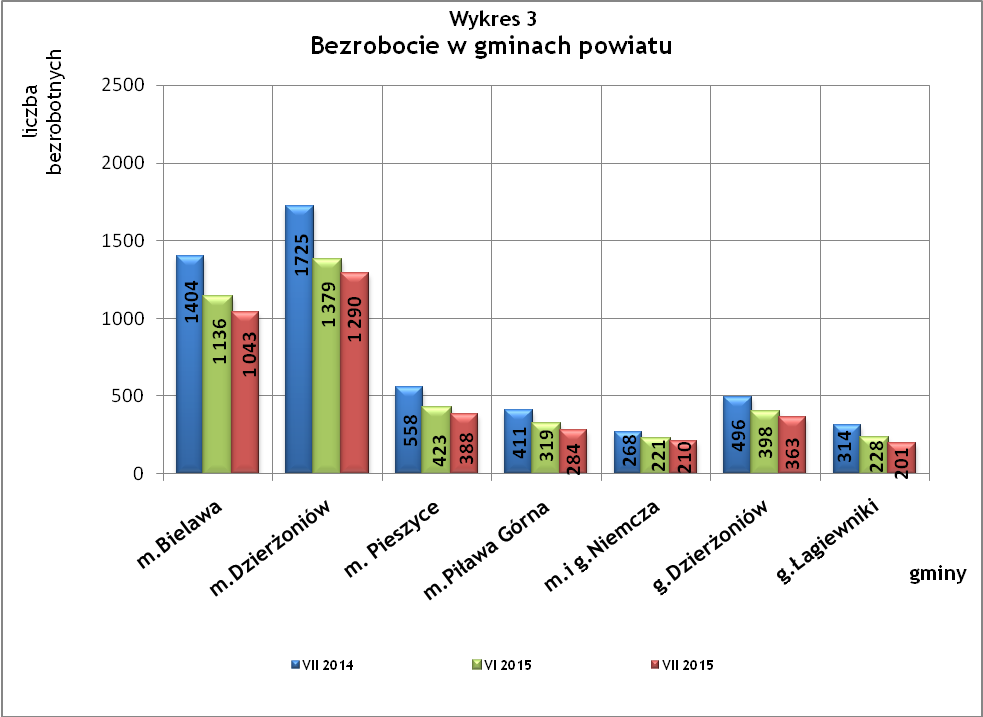 Wykres 3
Bezrobocie w gminach powiatu
liczba
bezrobotnych
2500
2000
1500
1000
500
0
1404
1 136
1 043
1725
1 379
1 290
558
423
388
411
319
284
268
221
210
496
398
363
314
228
201
m.Bielawa
m.Dzierżoniów
m. Pieszyce
m.Piława Górna
m.i g.Niemcza
g.Dzierżoniów
g.Łagiewniki
gminy
VII 2014
VI 2015
VII 2015